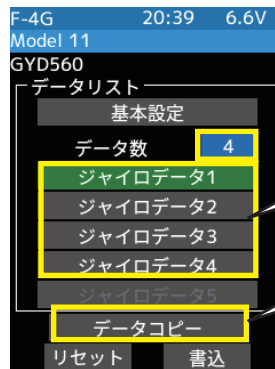 F-4G 20:39 6.6V
Model 11
GYD560
データリスト
基本設定
データ数 4
ジャイロデータ1
ジャイロデータ2
ジャイロデータ3
ジャイロデータ4
ジャイロデータ5
データコピー
リセット 書込